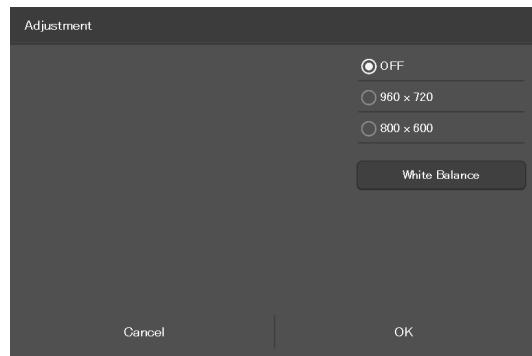 Adjustment
OFF
960 × 720
800 × 600
White Balance
Cancel
OK